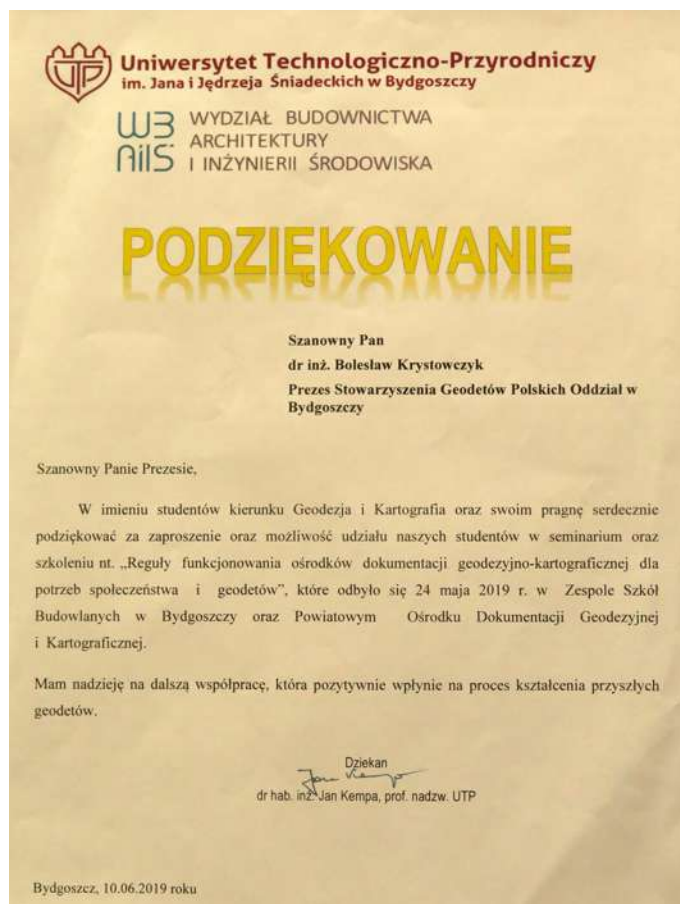 UTP
Uniwersytet Technologiczno-Przyrodniczy
im. Jana i Jędrzeja Śniadeckich w Bydgoszczy
WB WYDZIAŁ BUDOWNICTWA
ARCHITEKTURY
AiIS I INŻYNIERII ŚRODOWISKA
PODZIĘKOWANIE
Szanowny Pan
dr inż. Bolesław Krystowczyk
Prezes Stowarzyszenia Geodetów Polskich Oddział w
Bydgoszczy
Szanowny Panie Prezesie,
W imieniu studentów kierunku Geodezja i Kartografia oraz swoim pragnę serdecznie
podziękować za zaproszenie oraz możliwość udziału naszych studentów w seminarium oraz
szkoleniu nt. „Reguły funkcjonowania ośrodków dokumentacji geodezyjno-kartograficznej dla
potrzeb społeczeństwa i geodetów”, które odbyło się 24 maja 2019 r. w Zespole Szkół
Budowlanych w Bydgoszczy oraz Powiatowym Ośrodku Dokumentacji Geodezyjnej
i Kartograficznej.
Mam nadzieję na dalszą współpracę, która pozytywnie wpłynie na proces kształcenia przyszłych
geodetów.
Dziekan
Jan Kempa
dr hab. inż. Jan Kempa, prof. nadzw. UTP
Bydgoszcz, 10.06.2019 roku